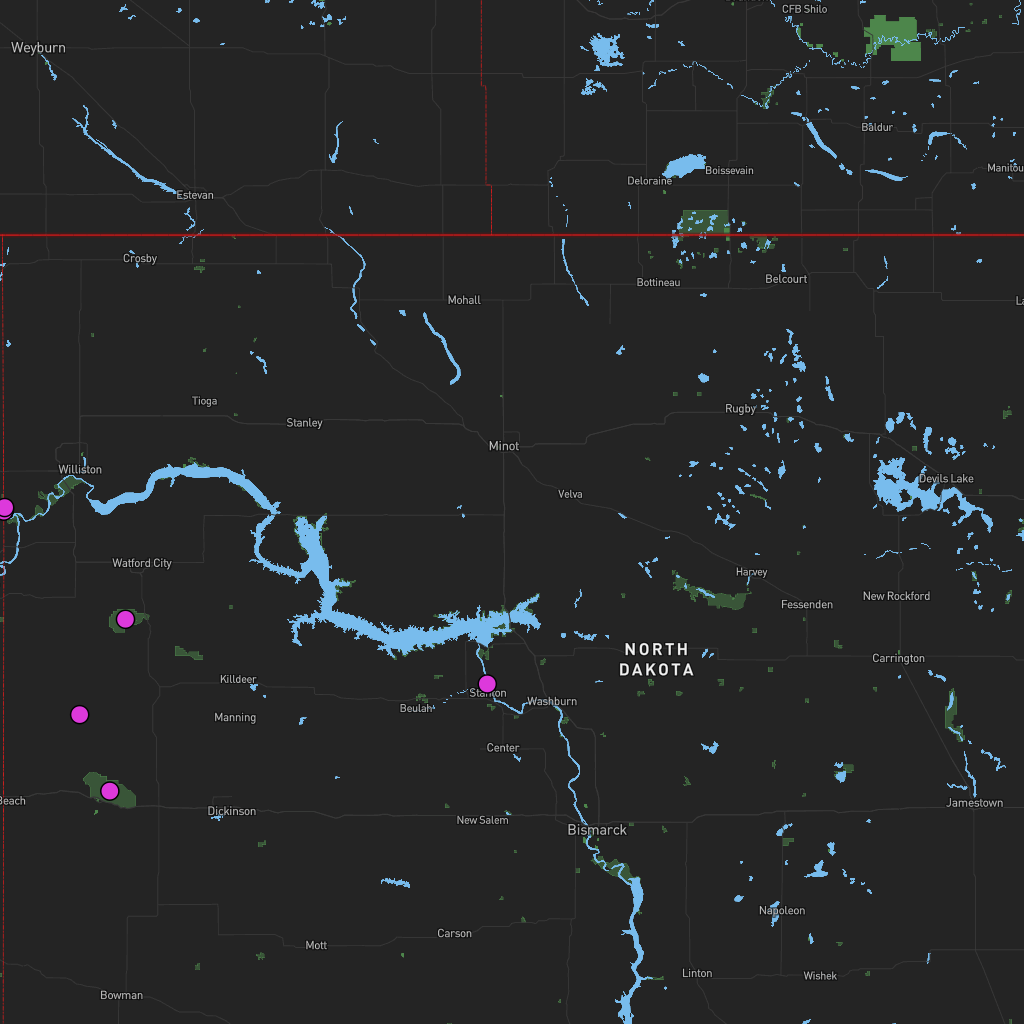 CFB Shilo
Weyburn
Baldur
Boissevain
Manitou
Deloraine
Estevan
Crosby
Belcourt
Bottineau
Mohall
Tioga
Rugby
Stanley
Minot
Williston
Devils Lake
Velva
Watford City
Harvey
New Rockford
Fessenden
NORTH
DAKOTA
Carrington
Killdeer
Stanton
Washburn
Beulah
Manning
Center
Beach
Jamestown
Dickinson
New Salem
Bismarck
Napoleon
Carson
Mott
Linton
Wishek
Bowman